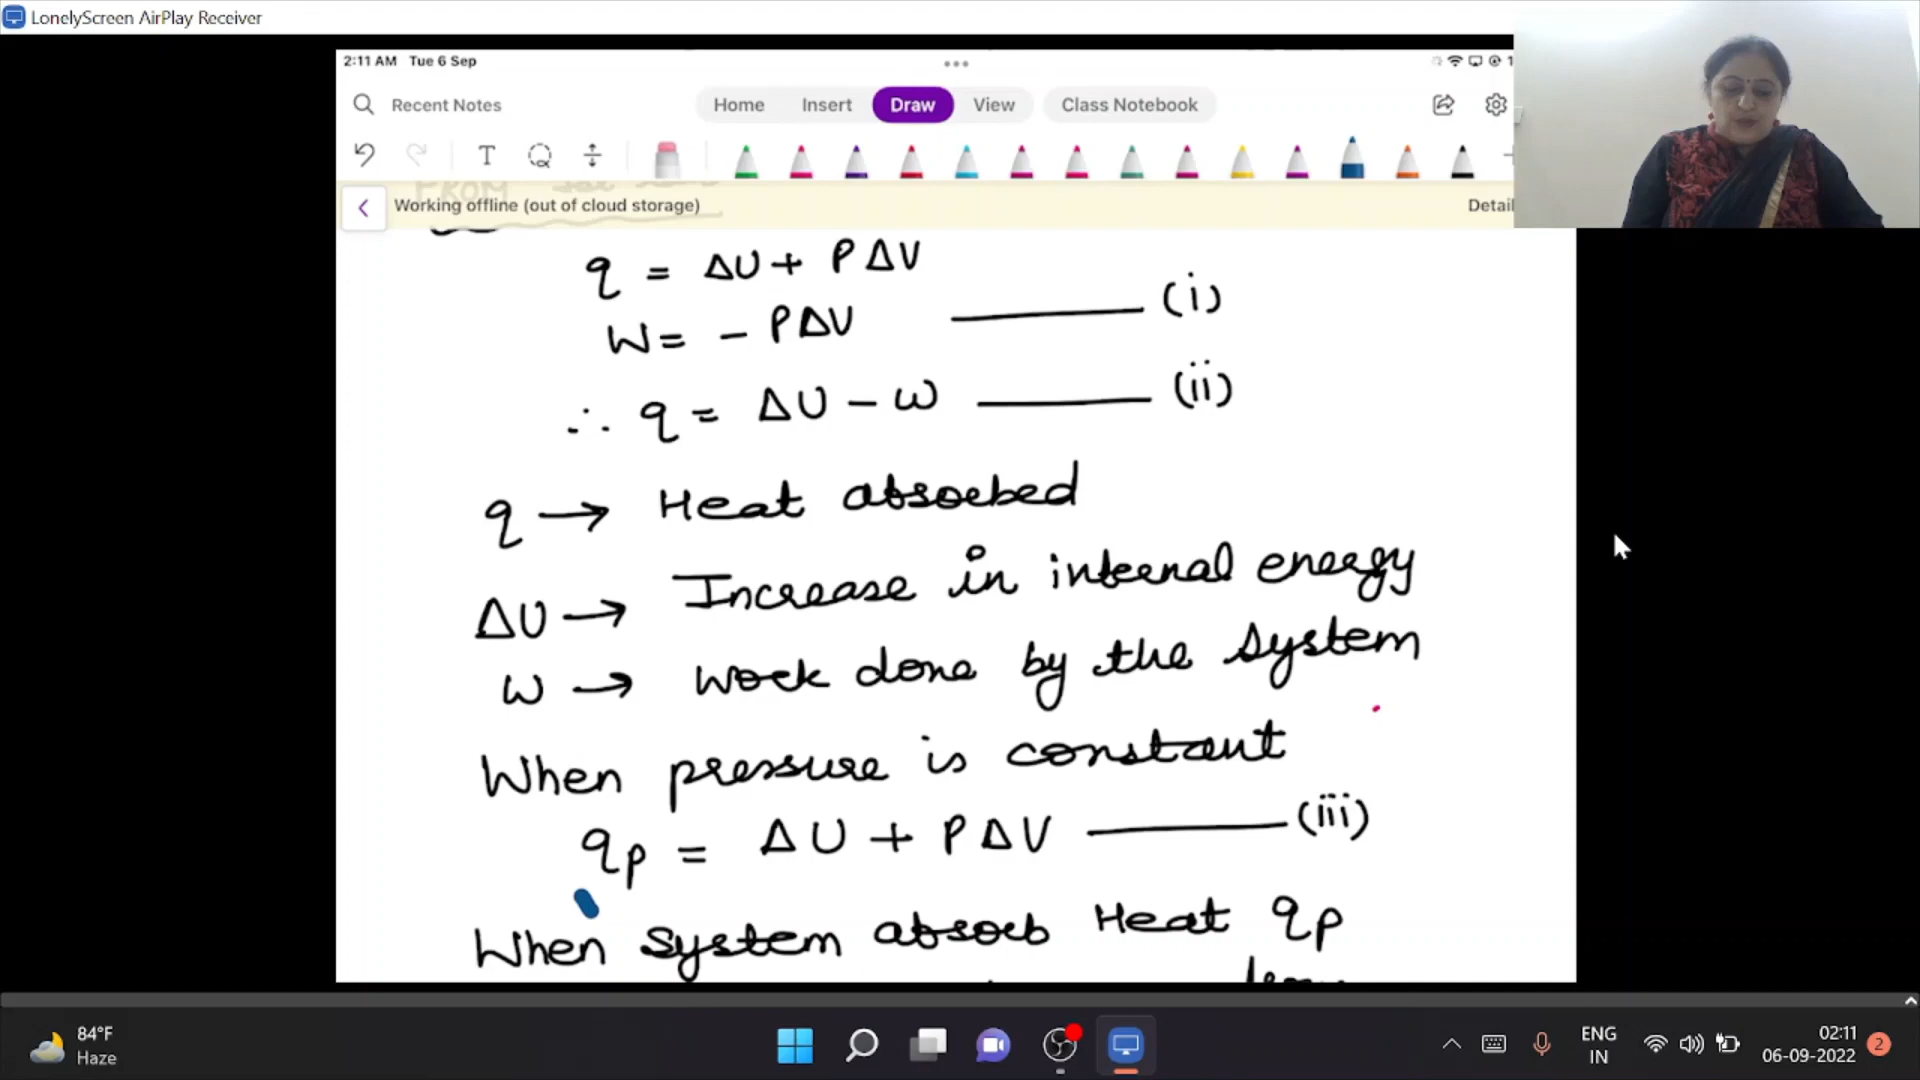 LonelyScreen AirPlay Receiver
2:11 AM Tue 6 Sep
Recent Notes
Home Insert Draw View Class Notebook
Working offline (out of cloud storage)
Detail
q = ΔU + PΔV
W = - PΔV (i)
∴ q = ΔU - W (ii)
q → Heat absorbed
ΔU → Increase in internal energy
W → Work done by the system
When pressure is constant
qp = ΔU + PΔV (iii)
When system absorb Heat qp
84°F
Haze
ENG
IN
02:11
06-09-2022
2